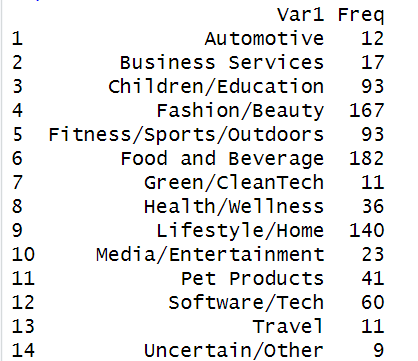 Var1 Freq
1 Automotive 12
2 Business Services 17
3 Children/Education 93
4 Fashion/Beauty 167
5 Fitness/Sports/Outdoors 93
6 Food and Beverage 182
7 Green/CleanTech 11
8 Health/Wellness 36
9 Lifestyle/Home 140
10 Media/Entertainment 23
11 Pet Products 41
12 Software/Tech 60
13 Travel 11
14 Uncertain/Other 9